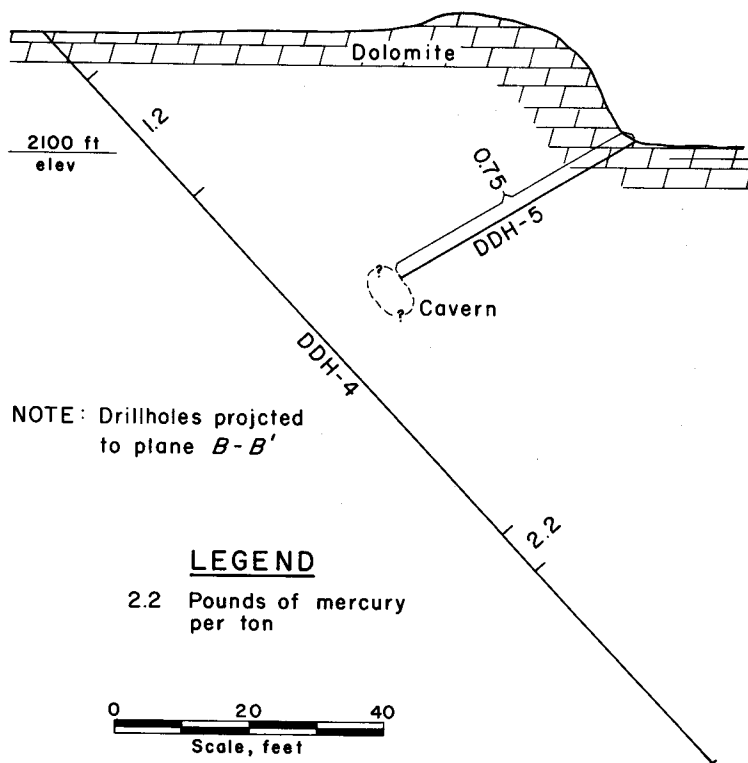 Dolomite
1.2
2100 ft
elev
0.75
DDH-5
?
?
Cavern
DDH-4
NOTE: Drillholes projcted
to plane B-B'
2.2
LEGEND
2.2 Pounds of mercury
per ton
0 20 40
Scale, feet